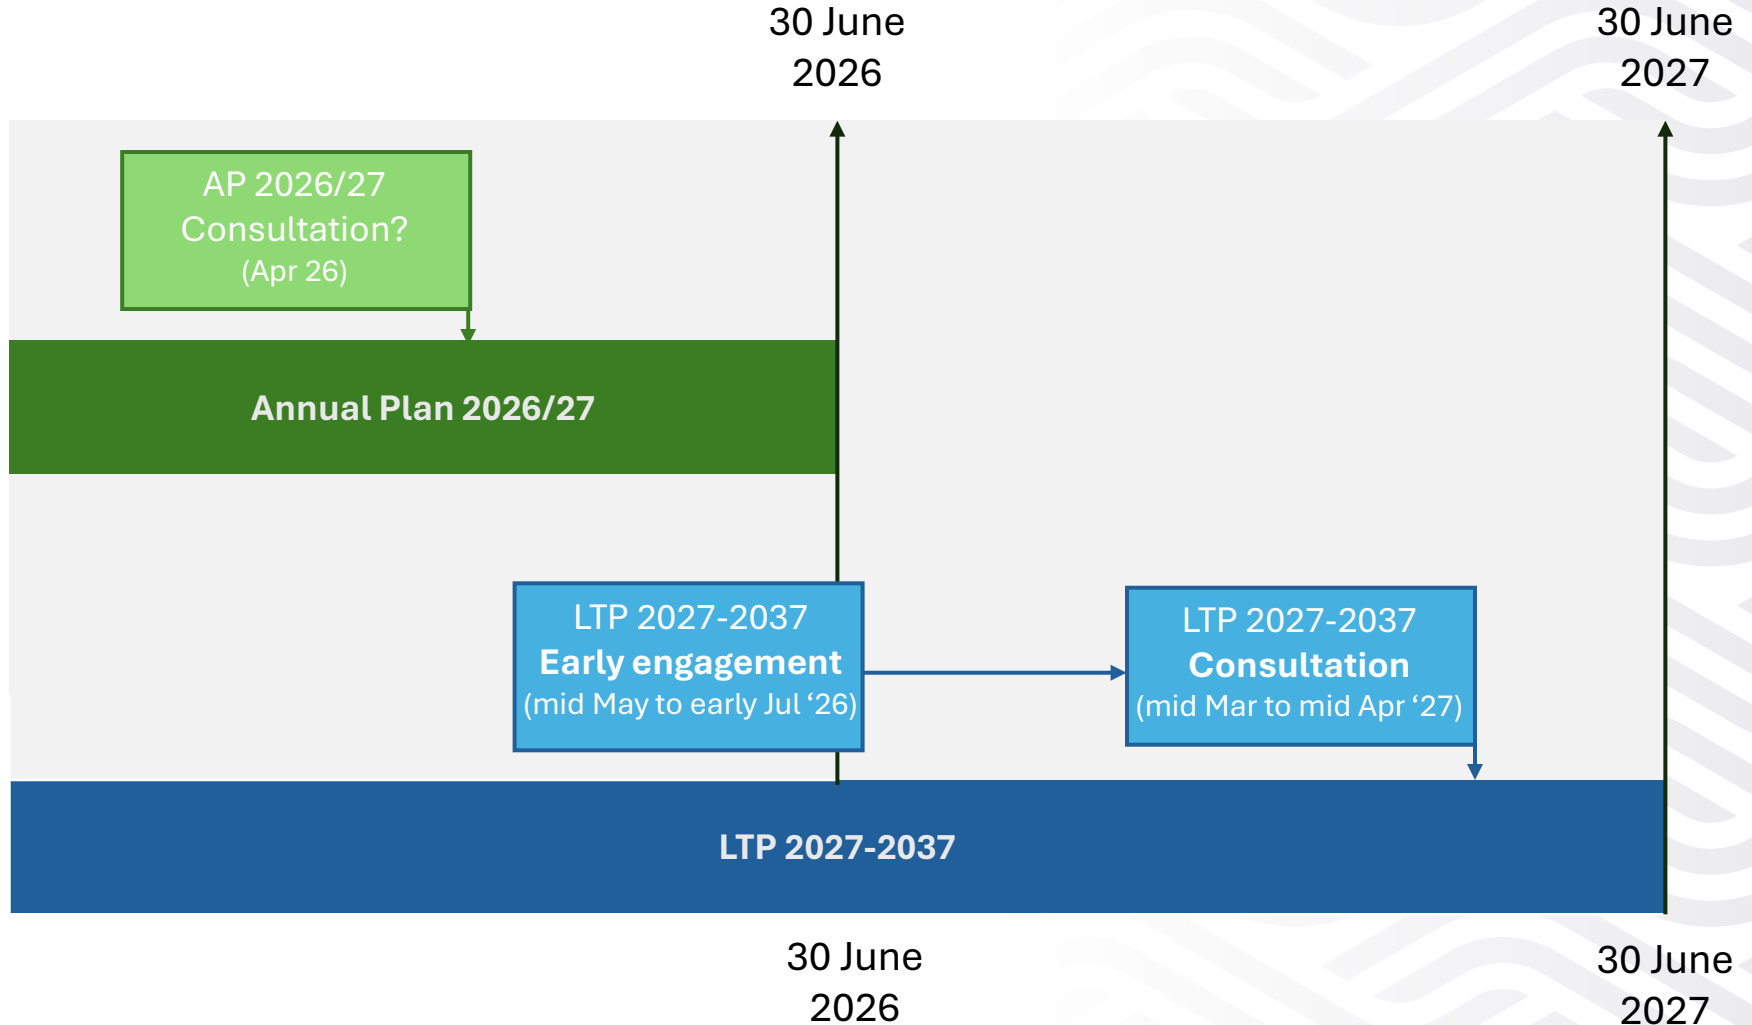 30 June
2026
30 June
2027
AP 2026/27
Consultation?
(Apr 26)
Annual Plan 2026/27
LTP 2027-2037
Early engagement
(mid May to early Jul ‘26)
LTP 2027-2037
Consultation
(mid Mar to mid Apr ‘27)
LTP 2027-2037
30 June
2026
30 June
2027